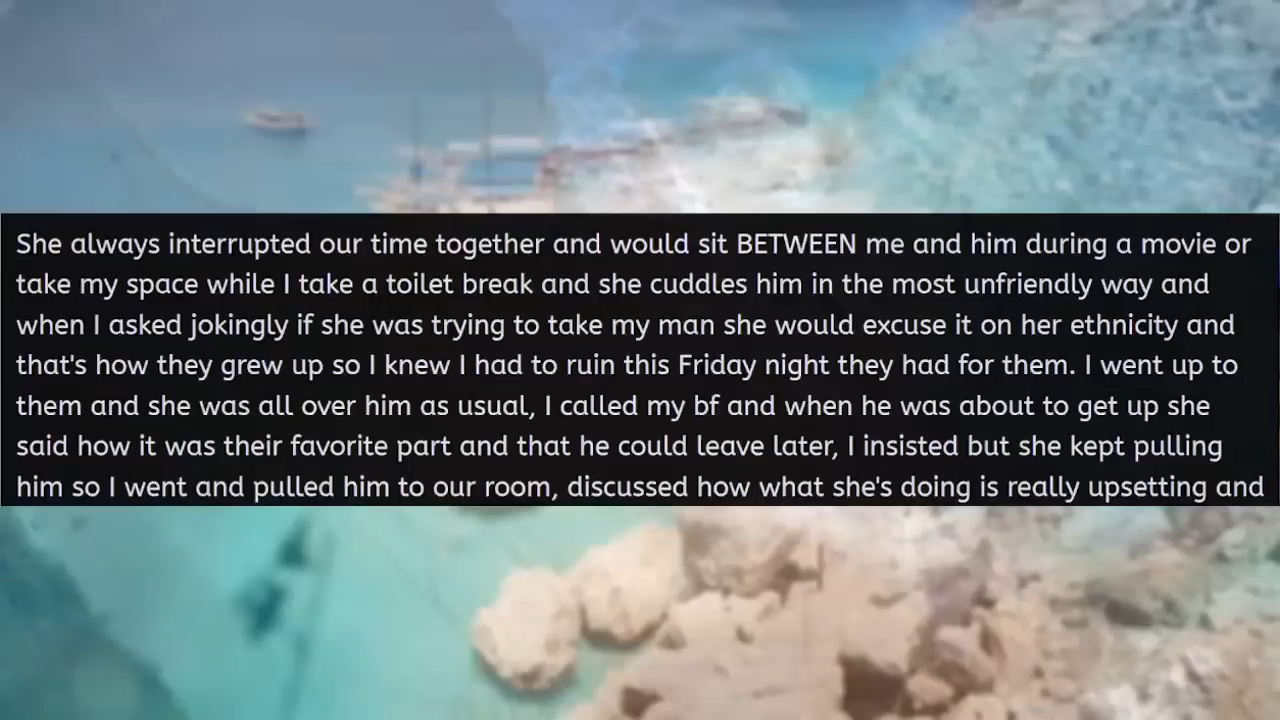 She always interrupted our time together and would sit BETWEEN me and him during a movie or
take my space while I take a toilet break and she cuddles him in the most unfriendly way and
when I asked jokingly if she was trying to take my man she would excuse it on her ethnicity and
that's how they grew up so I knew I had to ruin this Friday night they had for them. I went up to
them and she was all over him as usual, I called my bf and when he was about to get up she
said how it was their favorite part and that he could leave later, I insisted but she kept pulling
him so I went and pulled him to our room, discussed how what she's doing is really upsetting and